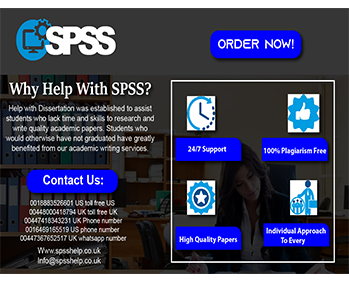 SPSS
ORDER NOW!
Why Help With SPSS?
Help with Dissertation was established to assist
students who lack time and skills to research and
write quality academic papers. Students who
would otherwise have not graduated have greatly
benefited from our academic writing services.
Contact Us:
0018883526601 US toll free US
00448000418794 UK toll free UK
00447418343231 UK Phone number
0016469165519 US phone number
00447367652517 UK whatsapp number
Www.spsshelp.co.uk
Info@spsshelp.co.uk
24/7 Support
100% Plagiarism Free
High Quality Papers
Individual Approach
To Every